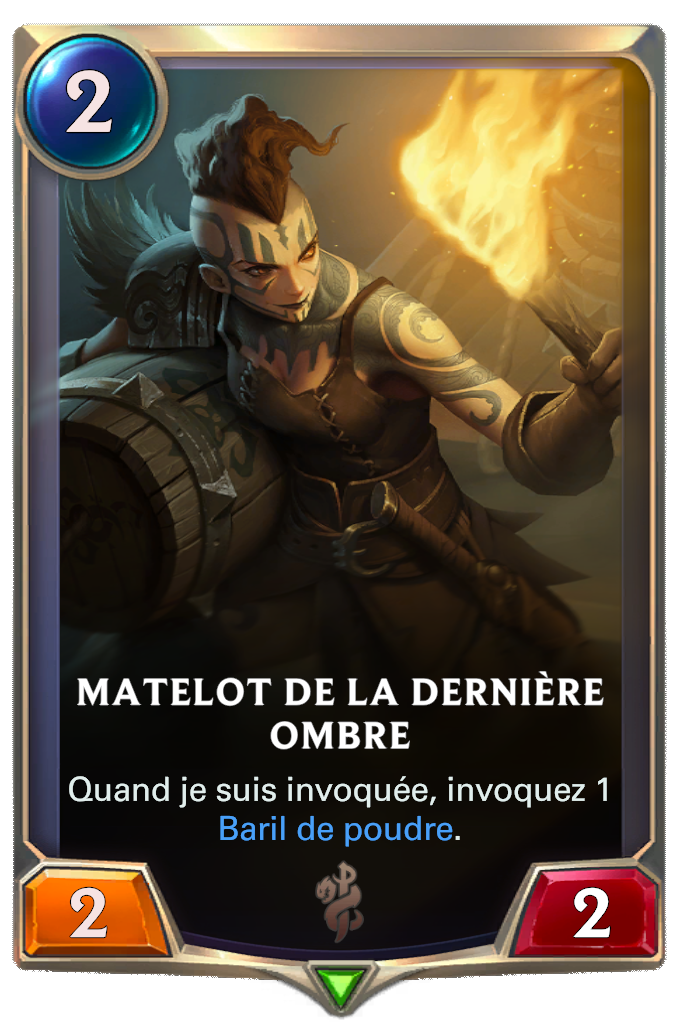 2
MATELOT DE LA DERNIÈRE
OMBRE
Quand je suis invoquée, invoquez 1
Baril de poudre.
2
2